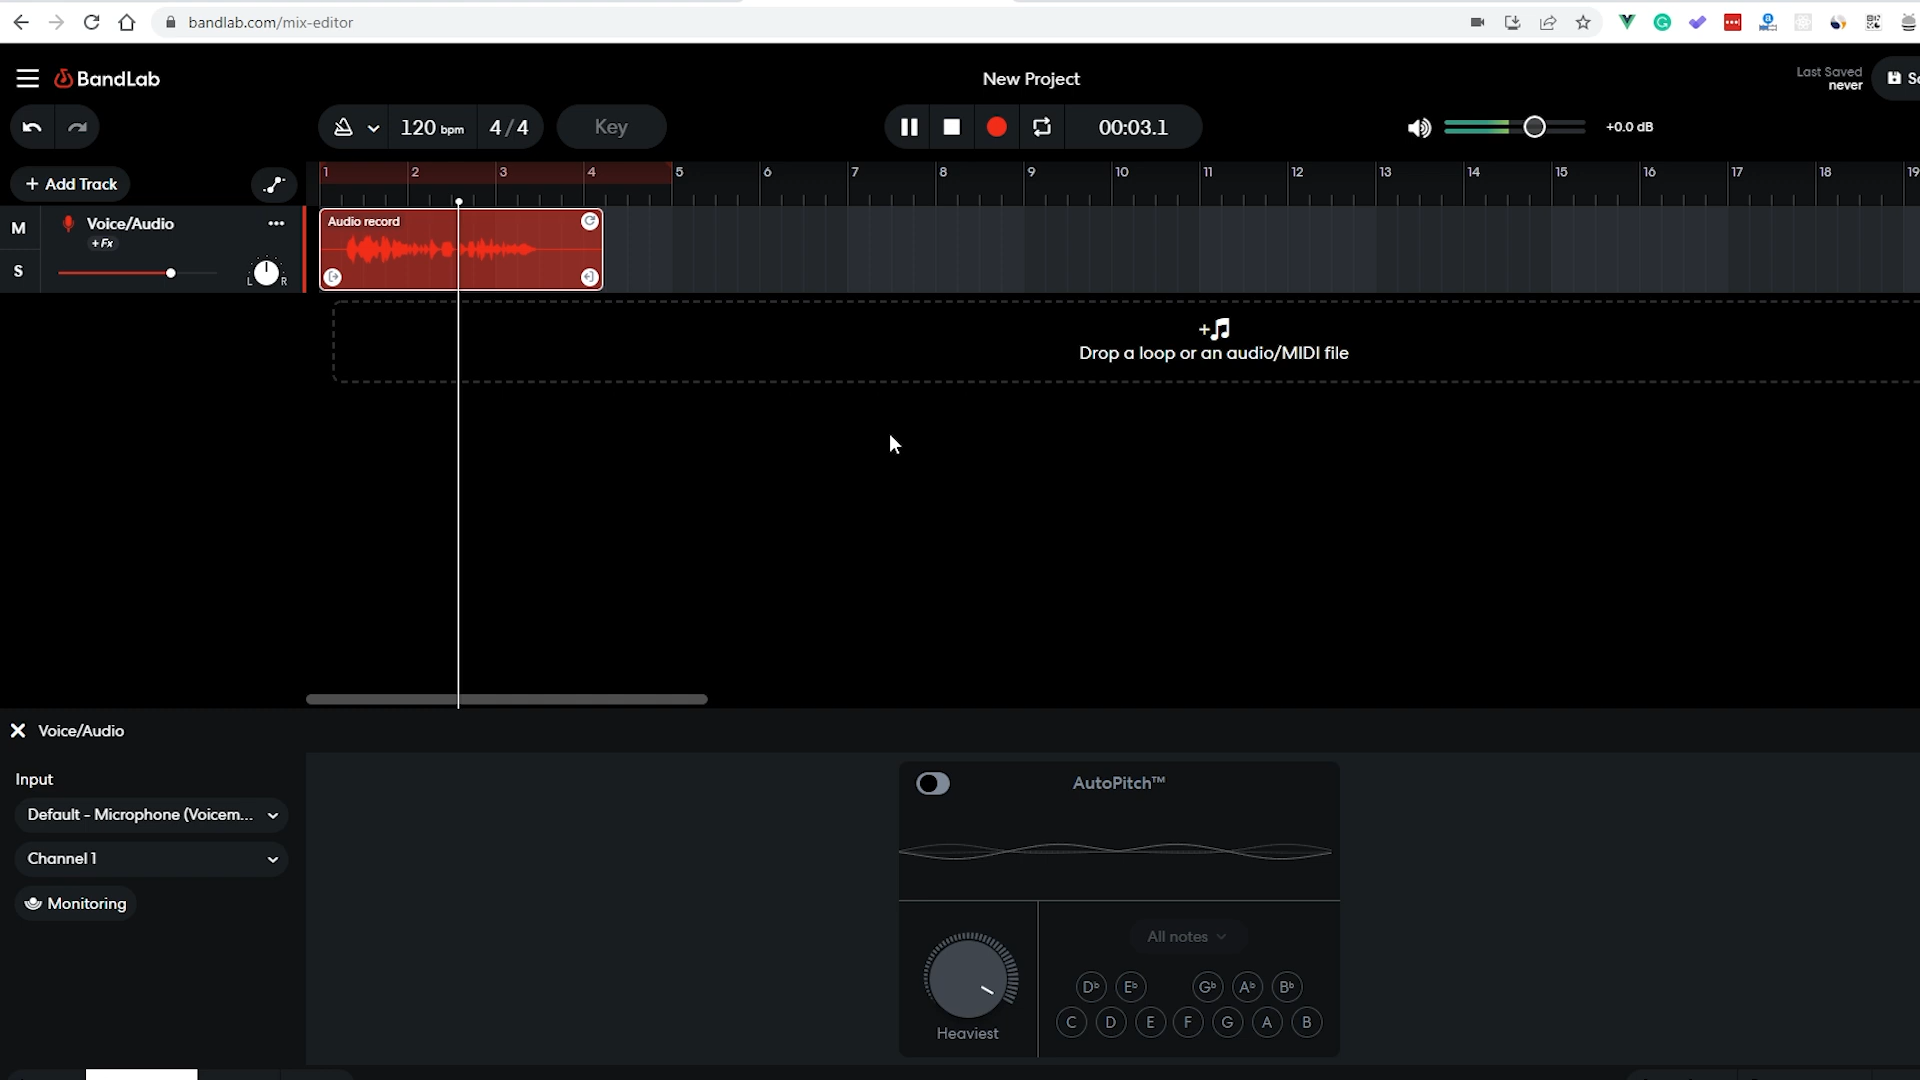 bandlab.com/mix-editor
BandLab
New Project
Last Saved
never
120 bpm
4/4
Key
00:03.1
+0.0 dB
+ Add Track
1 2 3 4 5 6 7 8 9 10 11 12 13 14 15 16 17 18 19
M
Voice/Audio
+Fx
S
L R
Audio record
Drop a loop or an audio/MIDI file
Voice/Audio
Input
Default - Microphone (Voicem...
Channel 1
Monitoring
AutoPitch™
Heaviest
All notes
D♭ E♭ G♭ A♭ B♭
C D E F G A B